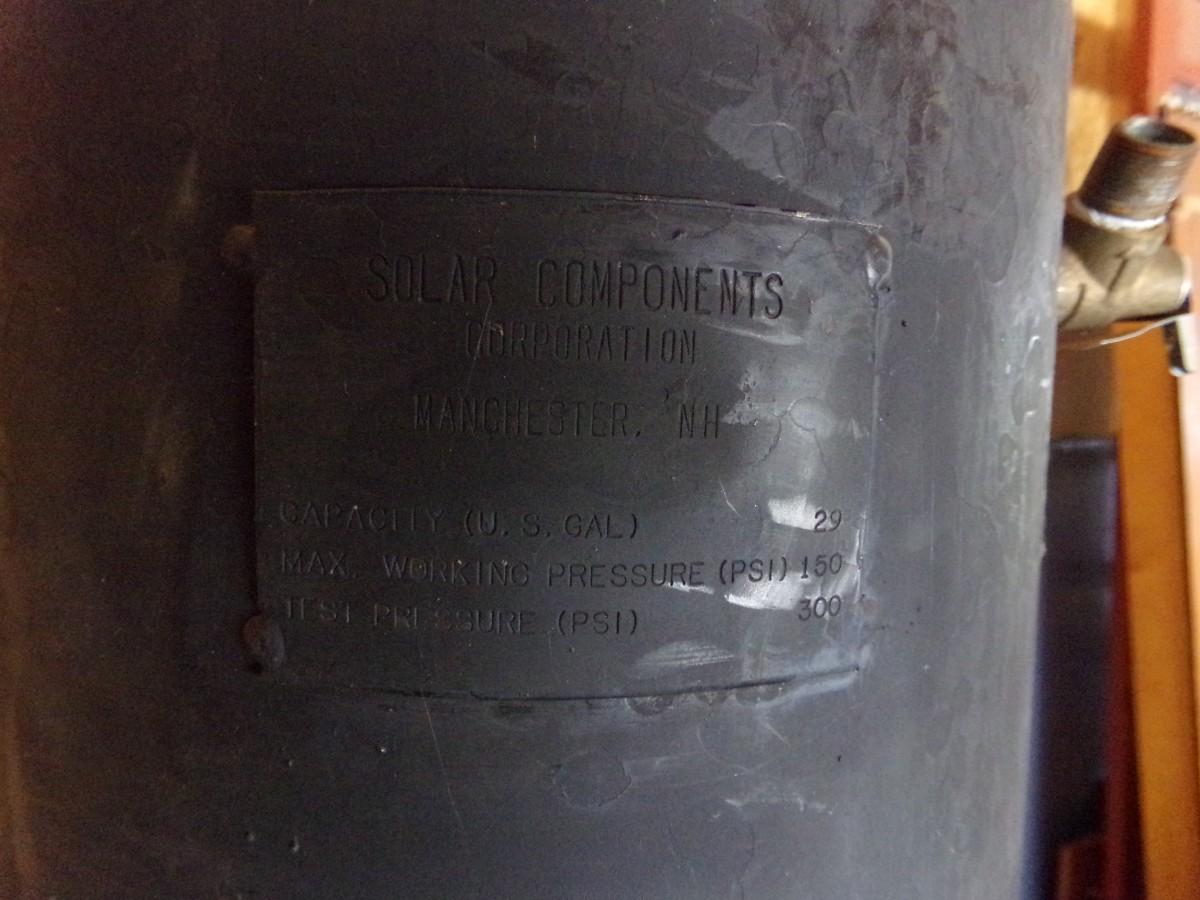 SOLAR COMPONENTS
CORPORATION
MANCHESTER, NH
CAPACITY (U.S. GAL) 29
MAX. WORKING PRESSURE (PSI) 150
TEST PRESSURE (PSI) 300